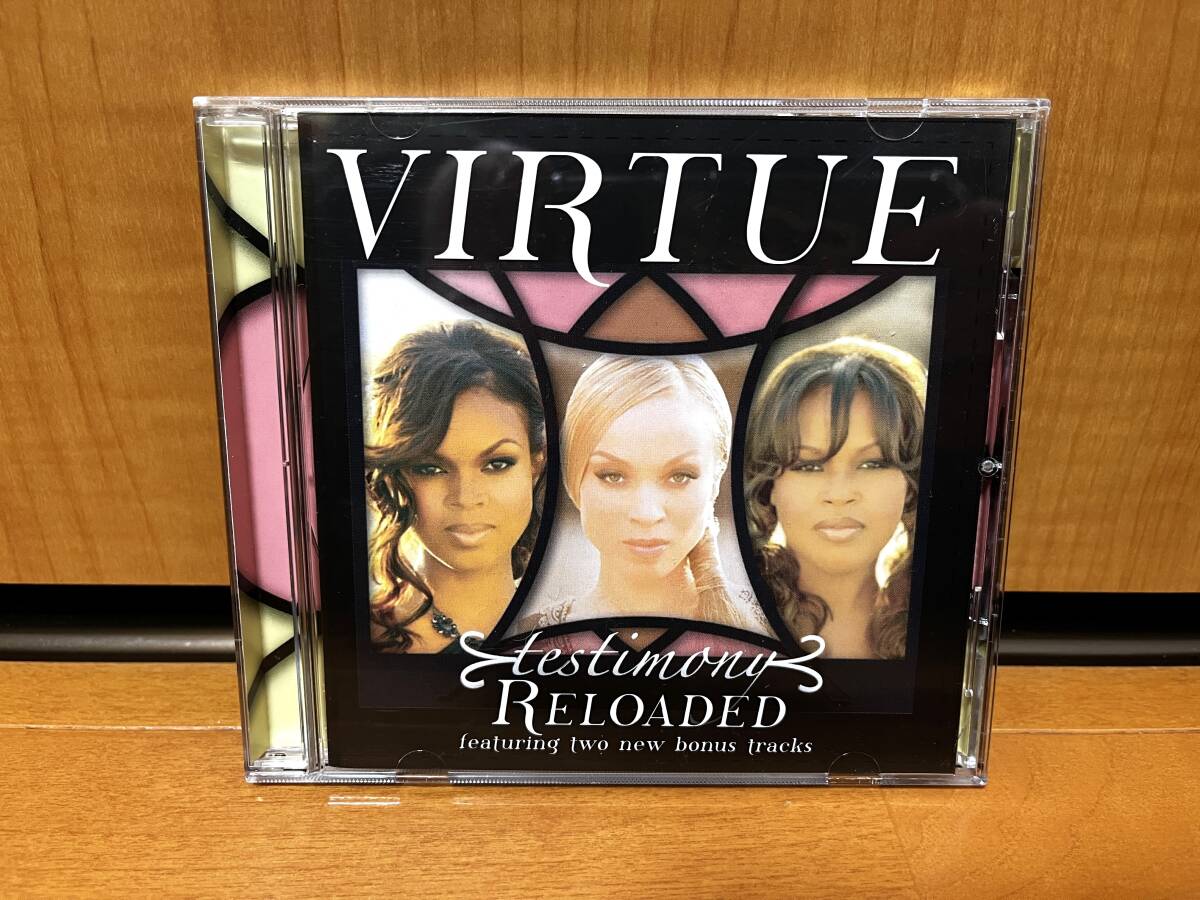 VIRTUE
testimony
RELOADED
featuring two new bonus tracks